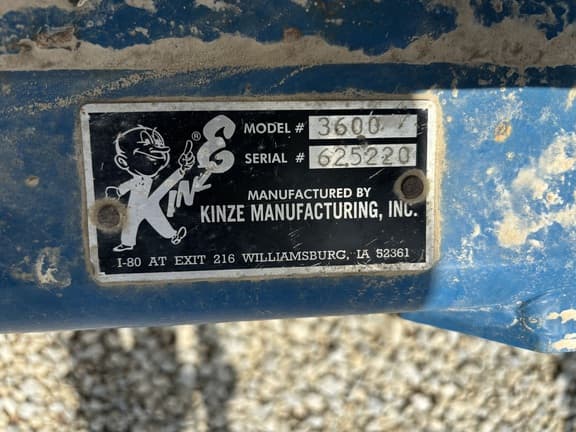 KINZE ®
MODEL # 3600
SERIAL # 625220
MANUFACTURED BY
KINZE MANUFACTURING, INC.
I-80 AT EXIT 216 WILLIAMSBURG, IA 52361